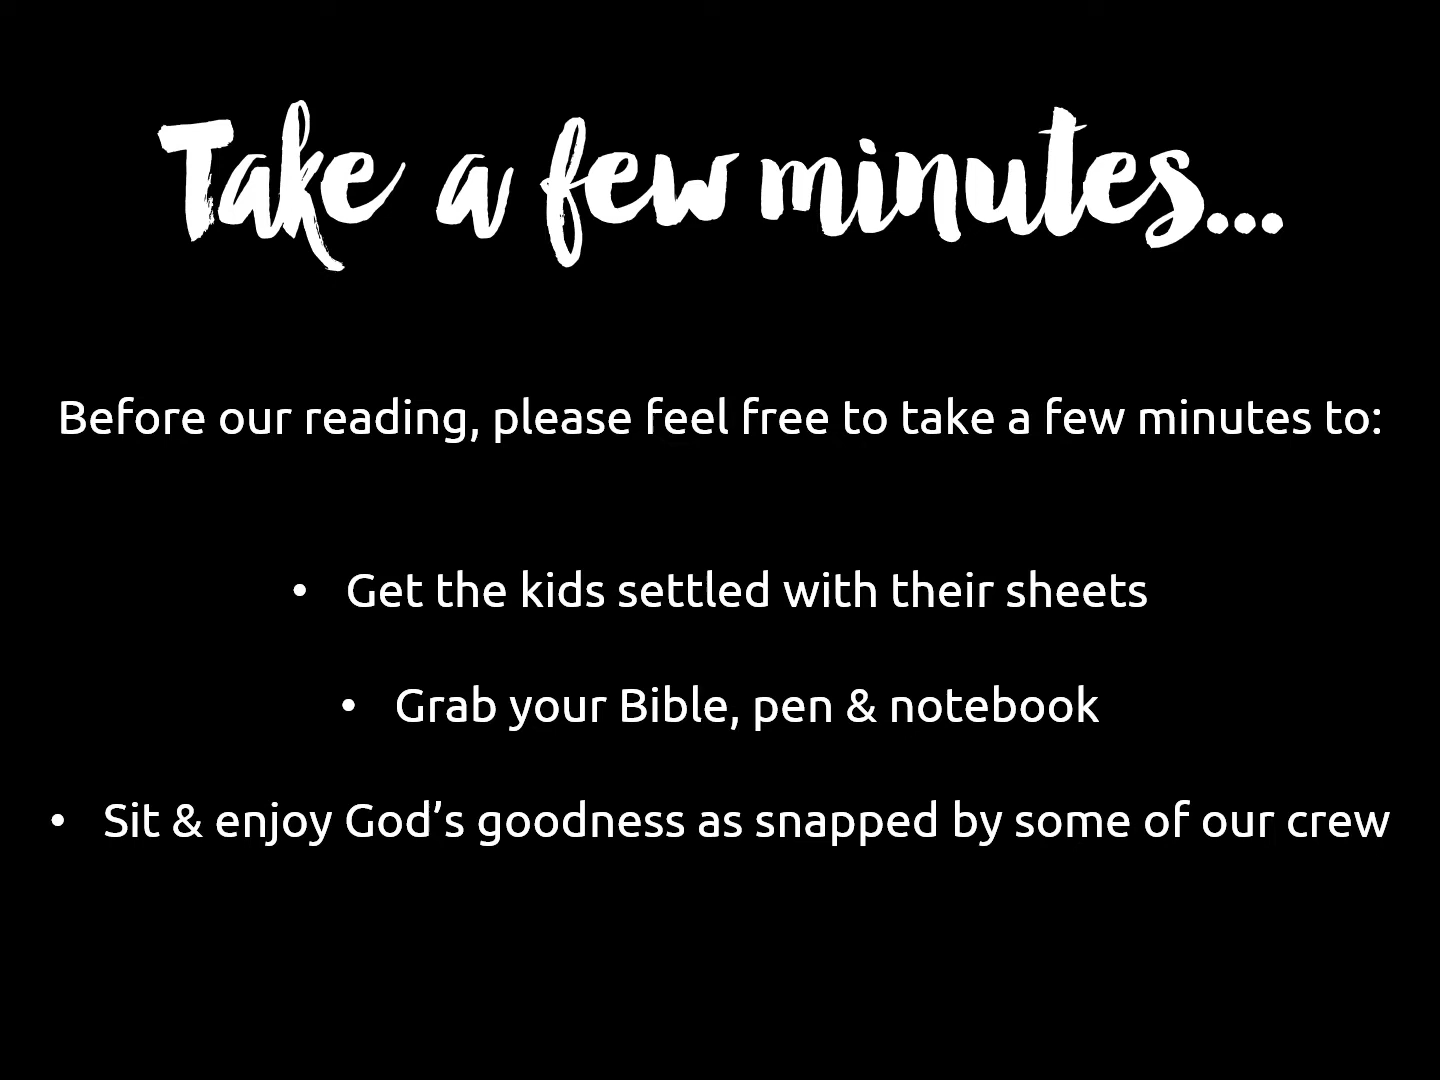 Take a few minutes...
Before our reading, please feel free to take a few minutes to:
• Get the kids settled with their sheets
• Grab your Bible, pen & notebook
• Sit & enjoy God’s goodness as snapped by some of our crew